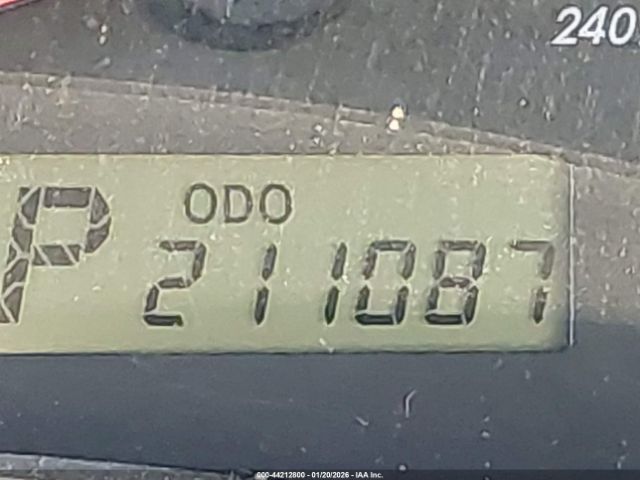 240
ODO
P 211087
000-44212800 - 01/20/2026 - IAA Inc.